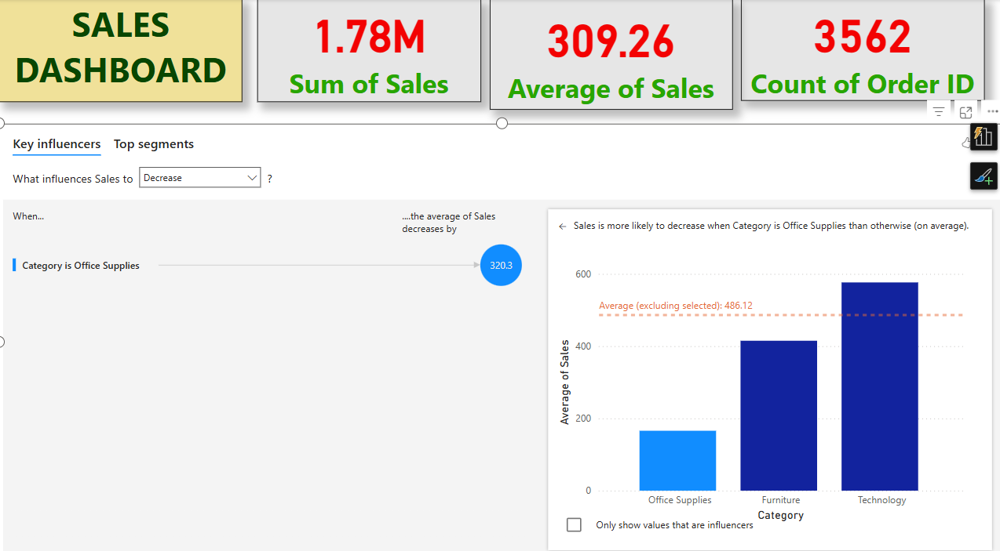 SALES
DASHBOARD
1.78M
Sum of Sales
309.26
Average of Sales
3562
Count of Order ID
Key influencers
Top segments
What influences Sales to
Decrease
?
When...
....the average of Sales
decreases by
Category is Office Supplies
320.3
Sales is more likely to decrease when Category is Office Supplies than otherwise (on average).
600
Average (excluding selected): 486.12
400
200
0
Average of Sales
Office Supplies
Furniture
Technology
Category
Only show values that are influencers